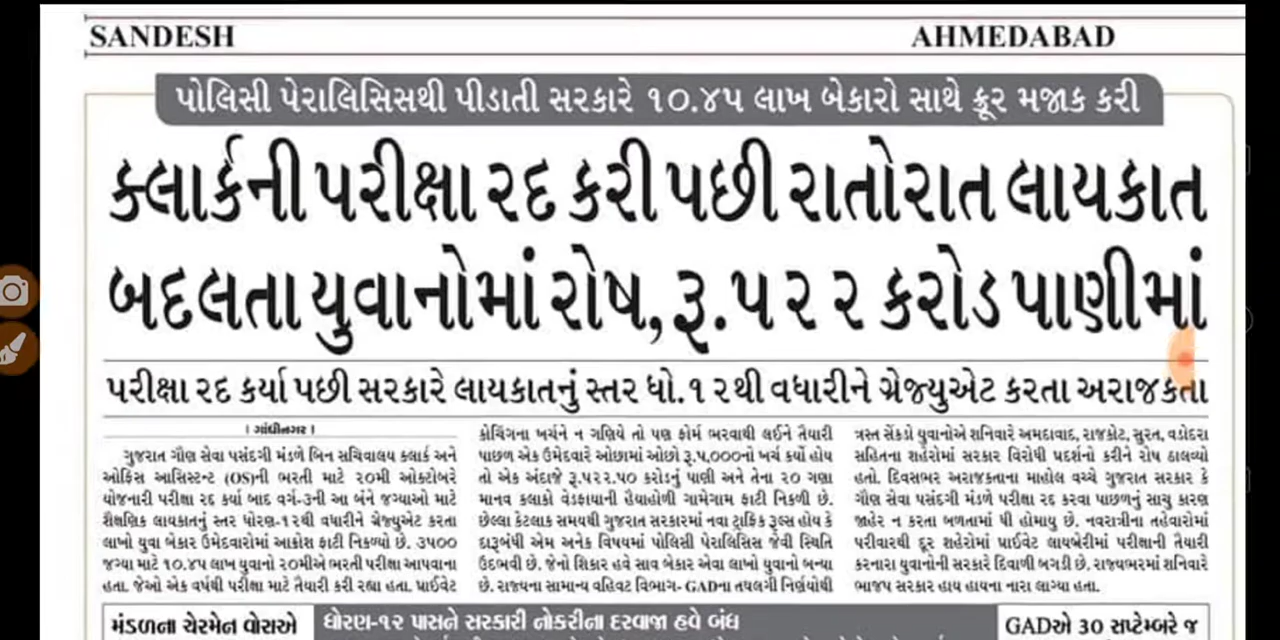 SANDESH
AHMEDABAD
પોલિસી પેરાલિસિસથી પીડાતી સરકારે ૧૦.૪૫ લાખ બેકારો સાથે ક્રૂર મજાક કરી
ક્લાર્કની પરીક્ષા રદ કરી પછી રાતોરાત લાયકાત
બદલતા યુવાનોમાં રોષ, રૂ. ૫૨૨ કરોડ પાણીમાં
પરીક્ષા રદ કર્યા પછી સરકારે લાયકાતનું સ્તર ધો.૧૨થી વધારીને ગ્રેજ્યુએટ કરતા અરાજકતા
। ગાંધીનગર ।
ગુજરાત ગૌણ સેવા પસંદગી મંડળે બિન સચિવાલય ક્લાર્ક અને
ઓફિસ આસિસ્ટન્ટ (OS)ની ભરતી માટે ૨૦મી ઓક્ટોબરે
યોજનારી પરીક્ષા રદ કર્યા બાદ વર્ગ-૩ની આ બંને જગ્યાઓ માટે
શૈક્ષણિક લાયકાતનું સ્તર ધોરણ-૧૨થી વધારીને ગ્રેજ્યુએટ કરતા
લાખો યુવા બેકાર ઉમેદવારોમાં આક્રોશ ફાટી નિકળ્યો છે. ૩૫૦૦
જગ્યા માટે ૧૦.૪૫ લાખ યુવાનો ૨૦મીએ ભરતી પરીક્ષા આપવાના
હતા. જેઓ એક વર્ષથી પરીક્ષા માટે તૈયારી કરી રહ્યા હતા. પ્રાઈવેટ
કોચિંગના ખર્ચને ન ગણિયે તો પણ ફોર્મ ભરવાથી લઈને તૈયારી
પાછળ એક ઉમેદવારે ઓછામાં ઓછો રૂ.૫,૦૦૦નો ખર્ચ કર્યો હોય
તો એક અંદાજે રૂ.૫૨૨.૫૦ કરોડનું પાણી અને તેના ૨૦ ગણા
માનવ કલાકો વેડફાયાની હૈયાહોળી ગામેગામ ફાટી નિકળી છે.
છેલ્લા કેટલાક સમયથી ગુજરાત સરકારમાં નવા ટ્રાફિક રૂલ્સ હોય કે
દારૂબંધી એમ અનેક વિષયમાં પોલિસી પેરાલિસિસ જેવી સ્થિતિ
ઉદભવી છે. જેનો શિકાર હવે સાવ બેકાર એવા લાખો યુવાનો બન્યા
છે. રાજ્યના સામાન્ય વહિવટ વિભાગ- GADના તઘલગી નિર્ણયોથી
ત્રસ્ત સેંકડો યુવાનોએ શનિવારે અમદાવાદ, રાજકોટ, સુરત, વડોદરા
સહિતના શહેરોમાં સરકાર વિરોધી પ્રદર્શનો કરીને રોષ ઠાલવ્યો
હતો. દિવસભર અરાજકતાના માહોલ વચ્ચે ગુજરાત સરકાર કે
ગૌણ સેવા પસંદગી મંડળે પરીક્ષા રદ કરવા પાછળનું સાચુ કારણ
જાહેર ન કરતા બળતામાં ઘી હોમાયુ છે. નવરાત્રીના તહેવારોમાં
પરીવારથી દૂર શહેરોમાં પ્રાઈવેટ લાયબ્રેરીમાં પરીક્ષાની તૈયારી
કરનારા યુવાનોની સરકારે દિવાળી બગડી છે. રાજ્યભરમાં શનિવારે
ભાજપ સરકાર હાય હાયના નારા લાગ્યા હતા.
મંડળના ચેરમેન વોરાએ
ધોરણ-૧૨ પાસને સરકારી નોકરીના દરવાજા હવે બંધ
GADએ 30 સપ્ટેમ્બરે જ